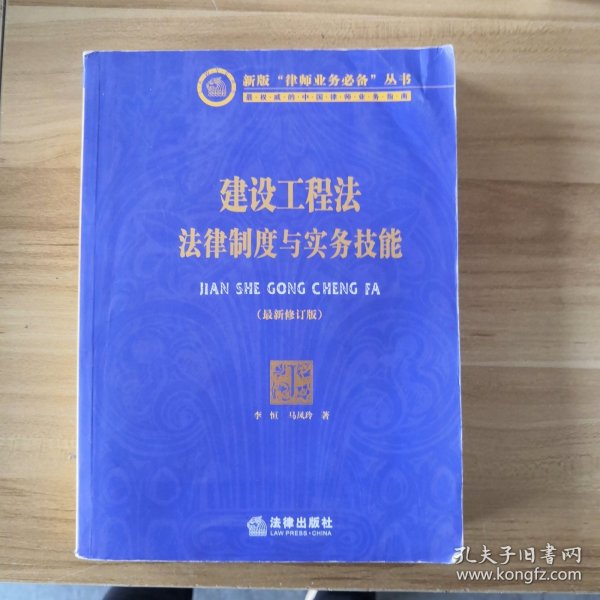 新版“律师业务必备”丛书
最·权·威·的·中·国·律·师·业·务·指·南
建设工程法
法律制度与实务技能
JIAN SHE GONG CHENG FA
(最新修订版)
李 恒 马凤玲 著
法律出版社
LAW PRESS·CHINA
孔夫子旧书网
www.kongfz.com